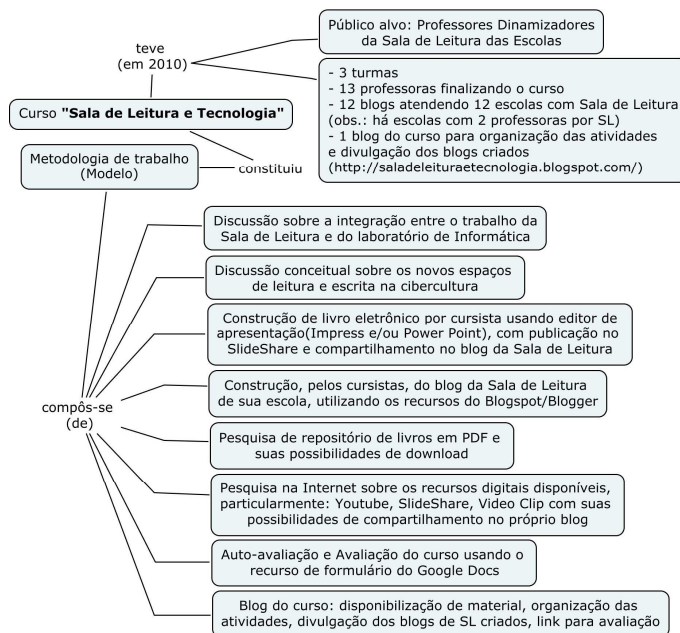 teve
(em 2010)
Público alvo: Professores Dinamizadores
da Sala de Leitura das Escolas
- 3 turmas
- 13 professoras finalizando o curso
- 12 blogs atendendo 12 escolas com Sala de Leitura
(obs.: há escolas com 2 professoras por SL)
- 1 blog do curso para organização das atividades
e divulgação dos blogs criados
(http://saladeleituraetecnologia.blogspot.com/)
Curso "Sala de Leitura e Tecnologia"
Metodologia de trabalho
(Modelo)
constituiu
Discussão sobre a integração entre o trabalho da
Sala de Leitura e do laboratório de Informática
Discussão conceitual sobre os novos espaços
de leitura e escrita na cibercultura
Construção de livro eletrônico por cursista usando editor de
apresentação(Impress e/ou Power Point), com publicação no
SlideShare e compartilhamento no blog da Sala de Leitura
compôs-se
(de)
Construção, pelos cursistas, do blog da Sala de Leitura
de sua escola, utilizando os recursos do Blogspot/Blogger
Pesquisa de repositório de livros em PDF e
suas possibilidades de download
Pesquisa na Internet sobre os recursos digitais disponíveis,
particularmente: Youtube, SlideShare, Video Clip com suas
possibilidades de compartilhamento no próprio blog
Auto-avaliação e Avaliação do curso usando o
recurso de formulário do Google Docs
Blog do curso: disponibilização de material, organização das
atividades, divulgação dos blogs de SL criados, link para avaliação